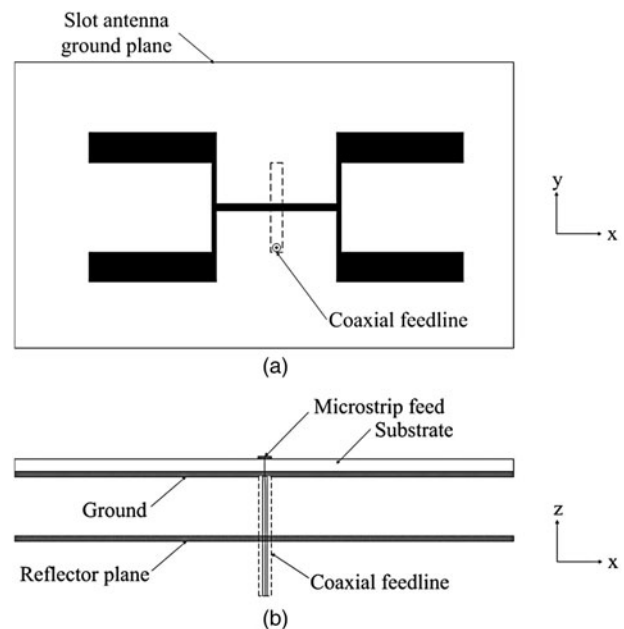 Slot antenna
ground plane
y
x
Coaxial feedline
(a)
Microstrip feed
Substrate
Ground
z
x
Reflector plane
Coaxial feedline
(b)